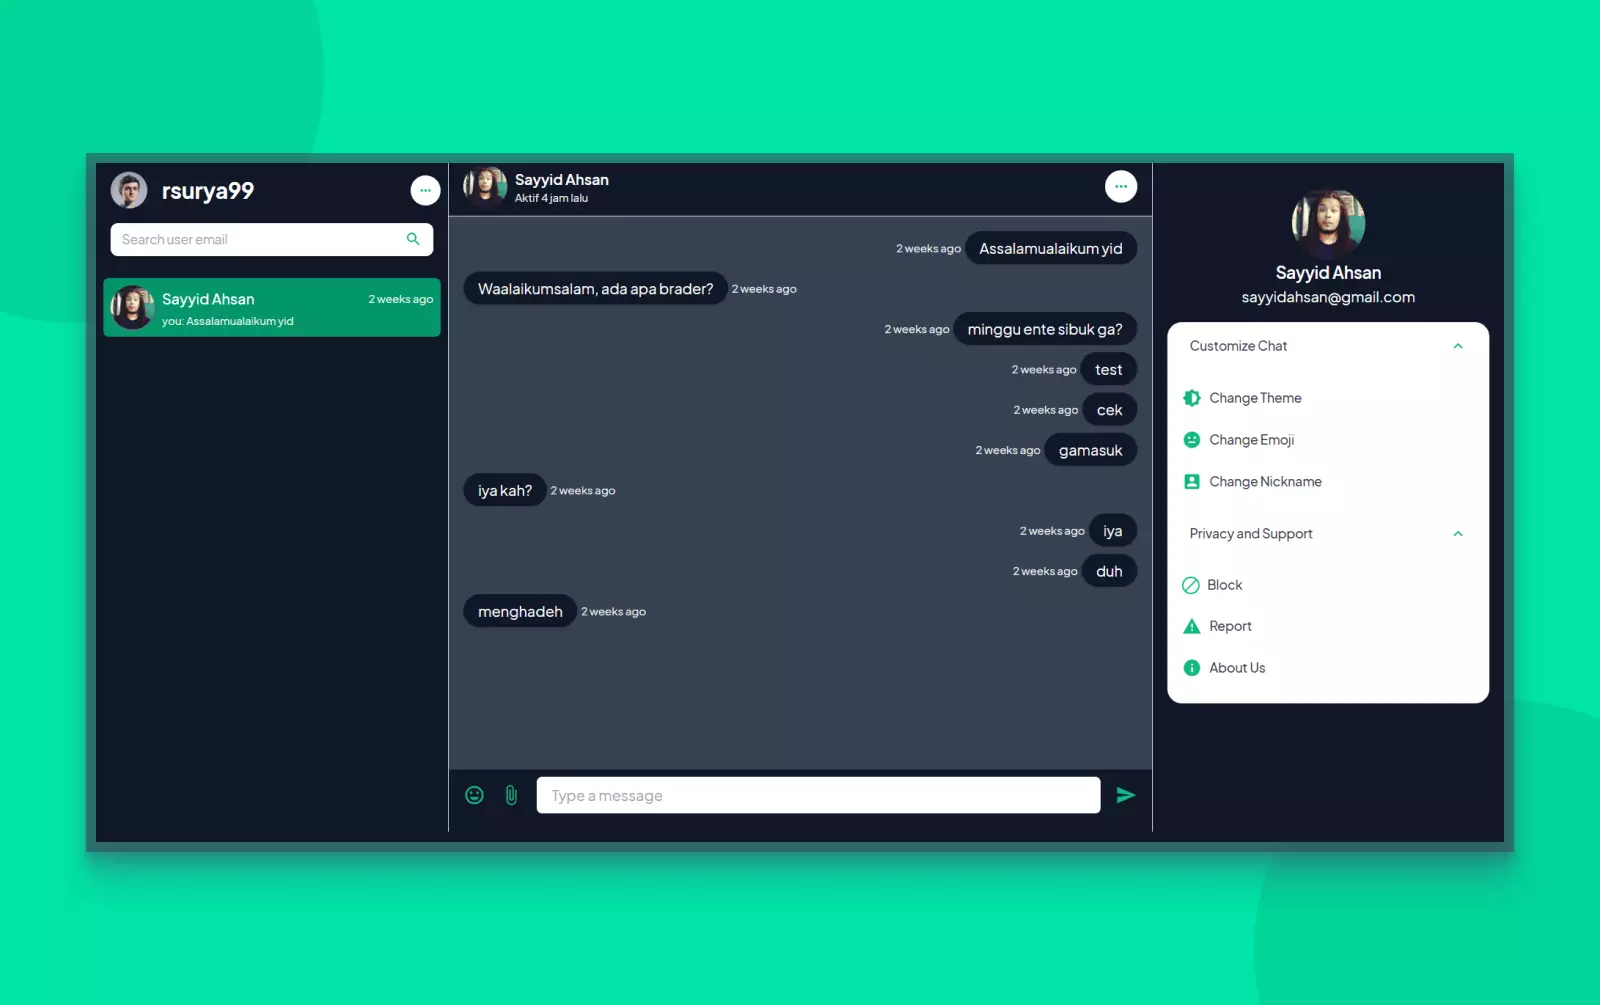 rsurya99
Search user email
Sayyid Ahsan
2 weeks ago
you: Assalamualaikum yid
Sayyid Ahsan
Aktif 4 jam lalu
2 weeks ago Assalamualaikum yid
Waalaikumsalam, ada apa brader? 2 weeks ago
2 weeks ago minggu ente sibuk ga?
2 weeks ago test
2 weeks ago cek
2 weeks ago gamasuk
iya kah? 2 weeks ago
2 weeks ago iya
2 weeks ago duh
menghadeh 2 weeks ago
Type a message
Sayyid Ahsan
sayyidahsan@gmail.com
Customize Chat
Change Theme
Change Emoji
Change Nickname
Privacy and Support
Block
Report
About Us